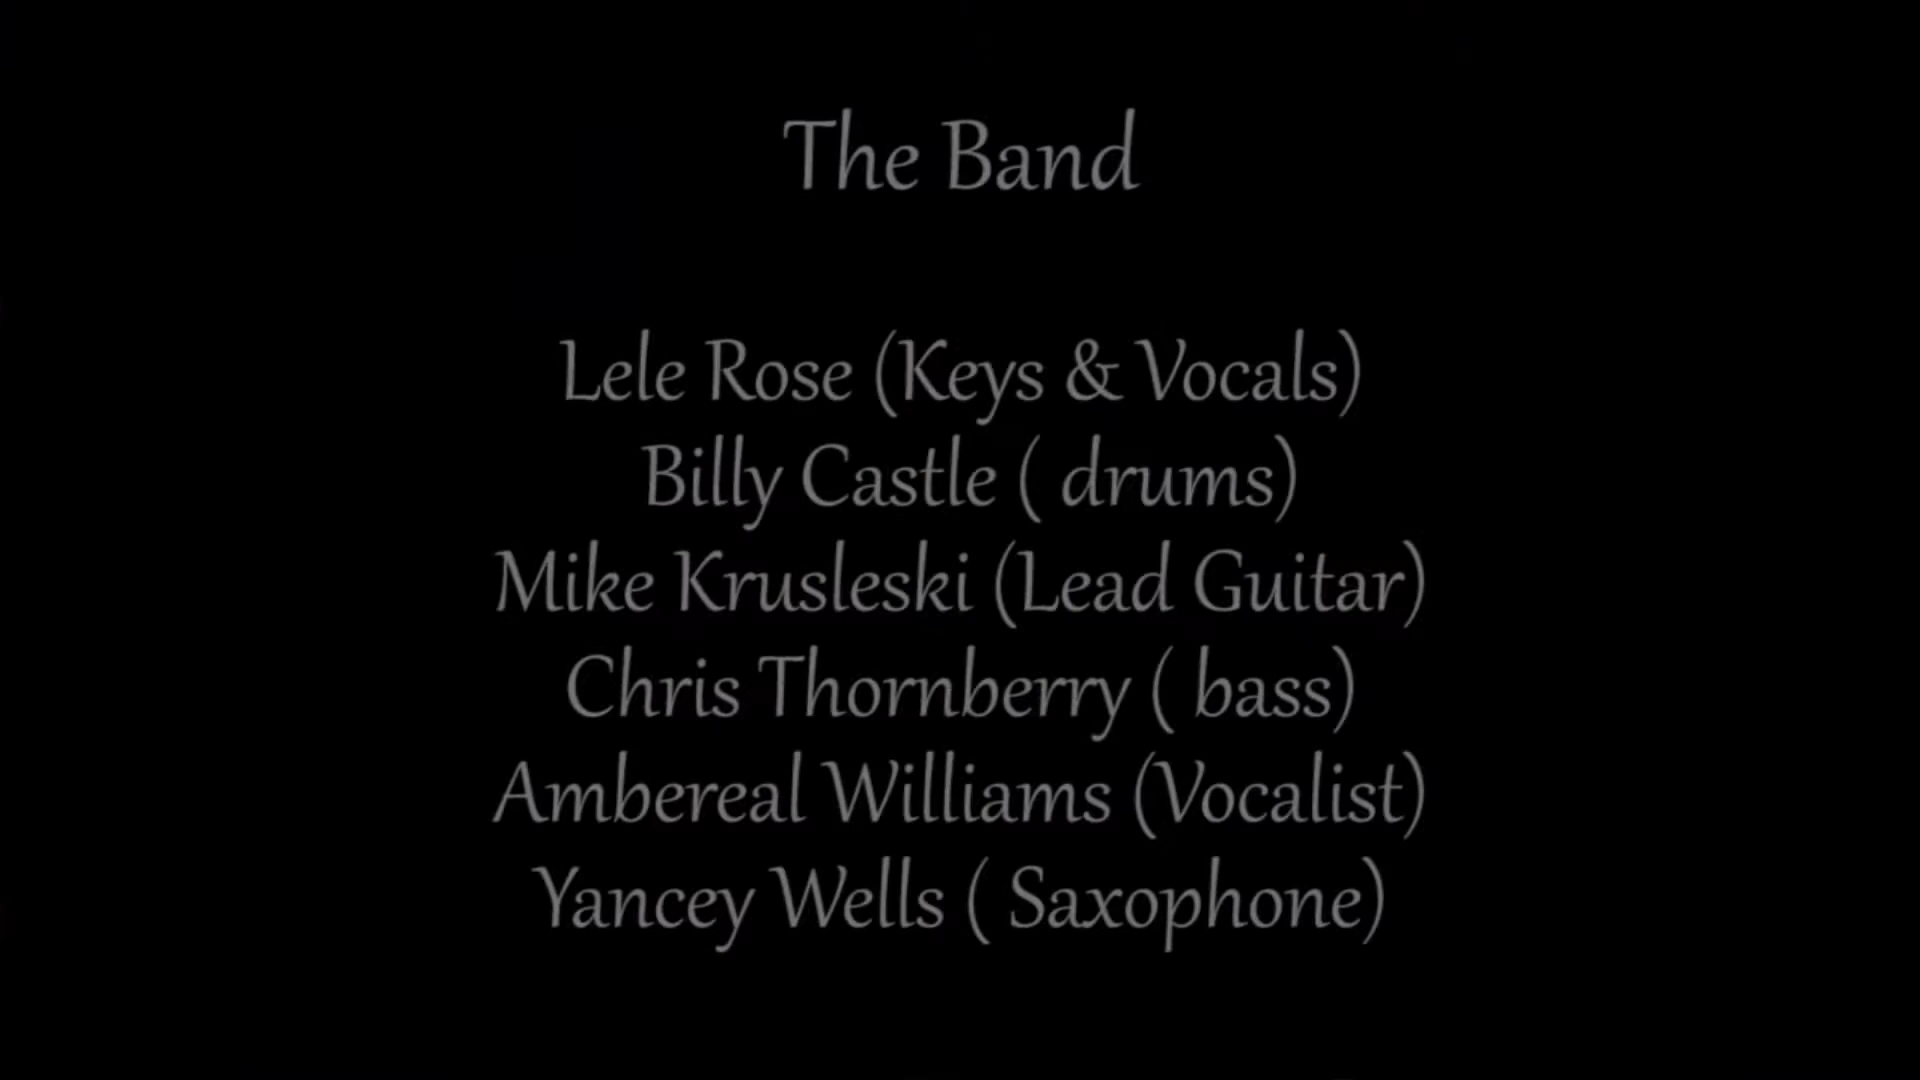 The Band
Lele Rose (Keys & Vocals)
Billy Castle ( drums)
Mike Krusleski (Lead Guitar)
Chris Thornberry ( bass)
Ambereal Williams (Vocalist)
Yancey Wells ( Saxophone)